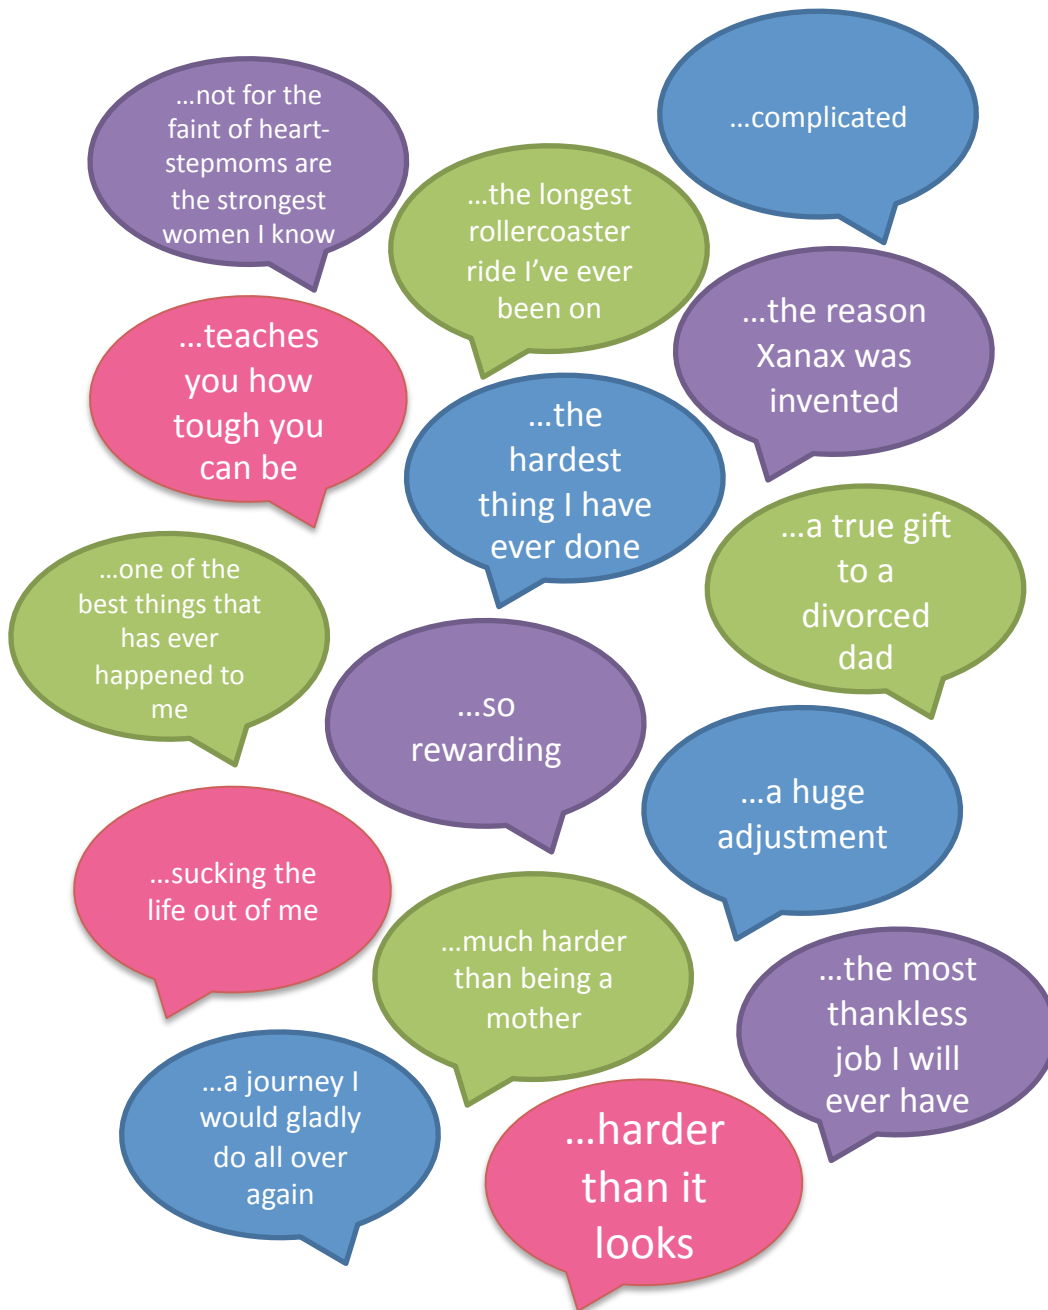 ...not for the
faint of heart-
stepmoms are
the strongest
women I know
...complicated
...the longest
rollercoaster
ride I've ever
been on
...the reason
Xanax was
invented
...teaches
you how
tough you
can be
...the
hardest
thing I have
ever done
...a true gift
to a
divorced
dad
...one of the
best things that
has ever
happened to
me
...so
rewarding
...a huge
adjustment
...sucking the
life out of me
...much harder
than being a
mother
...the most
thankless
job I will
ever have
...a journey I
would gladly
do all over
again
...harder
than it
looks